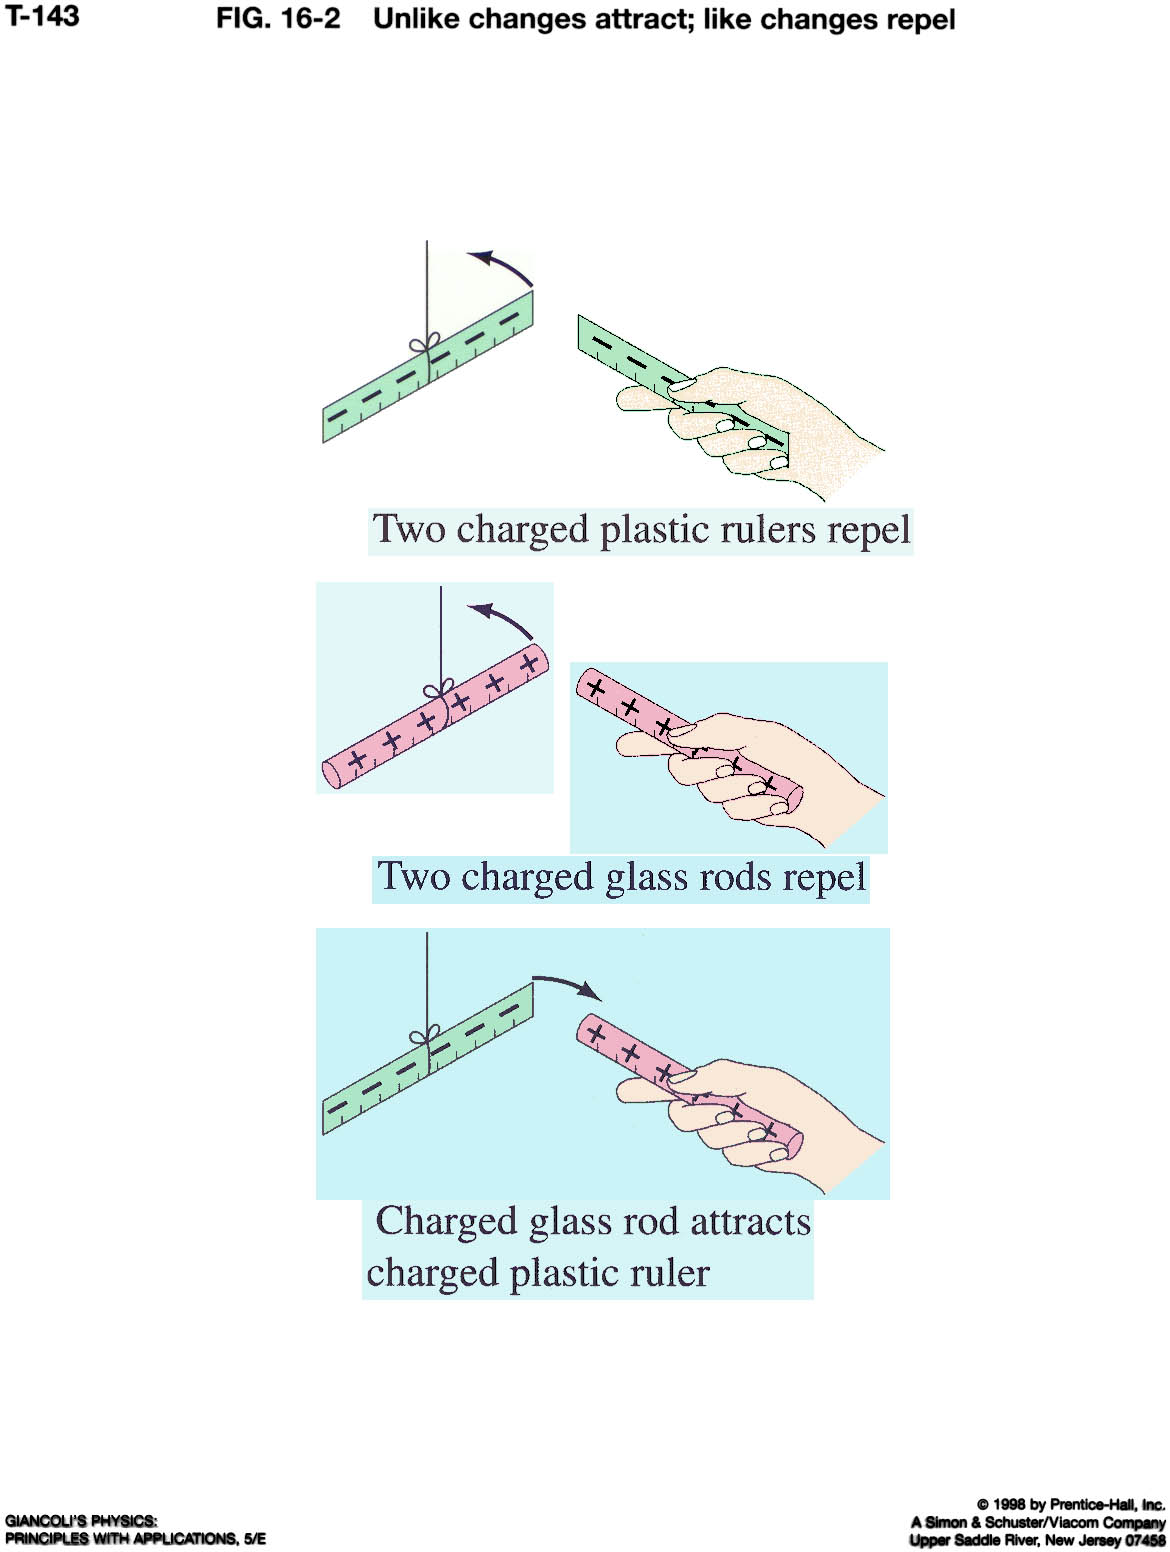 T-143 FIG. 16-2 Unlike changes attract; like changes repel
Two charged plastic rulers repel
Two charged glass rods repel
Charged glass rod attracts
charged plastic ruler
GIANCOLI'S PHYSICS:
PRINCIPLES WITH APPLICATIONS, 5/E
© 1998 by Prentice-Hall, Inc.
A Simon & Schuster/Viacom Company
Upper Saddle River, New Jersey 07458